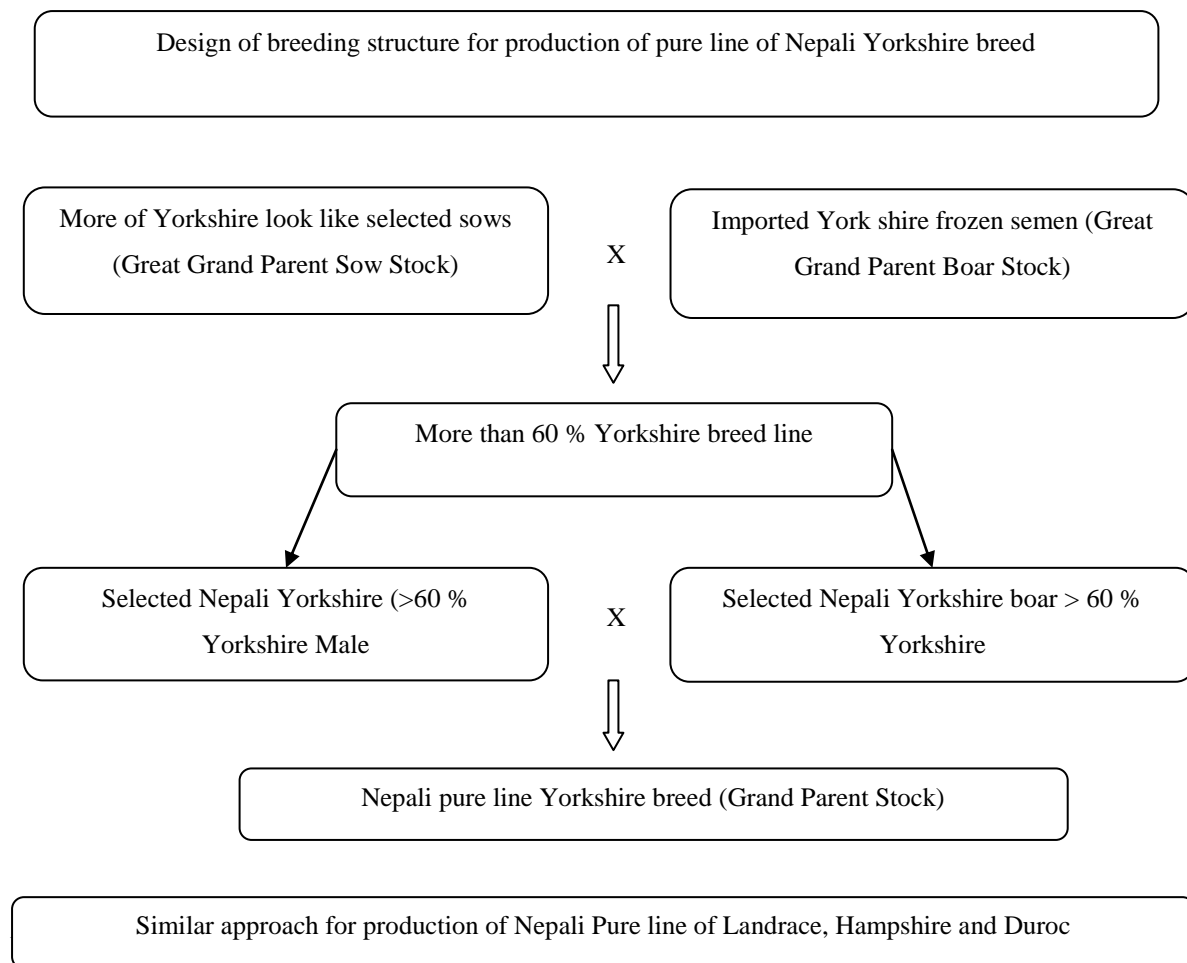 Design of breeding structure for production of pure line of Nepali Yorkshire breed
More of Yorkshire look like selected sows
(Great Grand Parent Sow Stock)
X
Imported York shire frozen semen (Great
Grand Parent Boar Stock)
More than 60 % Yorkshire breed line
Selected Nepali Yorkshire (>60 %
Yorkshire Male
X
Selected Nepali Yorkshire boar > 60 %
Yorkshire
Nepali pure line Yorkshire breed (Grand Parent Stock)
Similar approach for production of Nepali Pure line of Landrace, Hampshire and Duroc